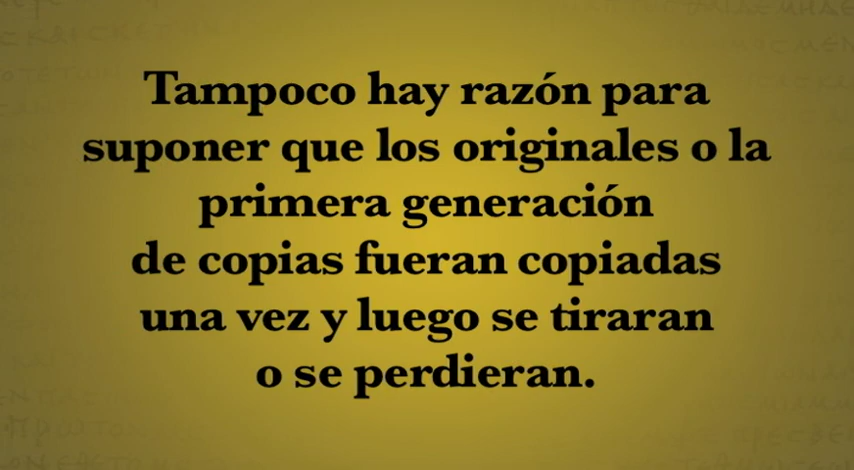 Tampoco hay razón para
suponer que los originales o la
primera generación
de copias fueran copiadas
una vez y luego se tiraran
o se perdieran.